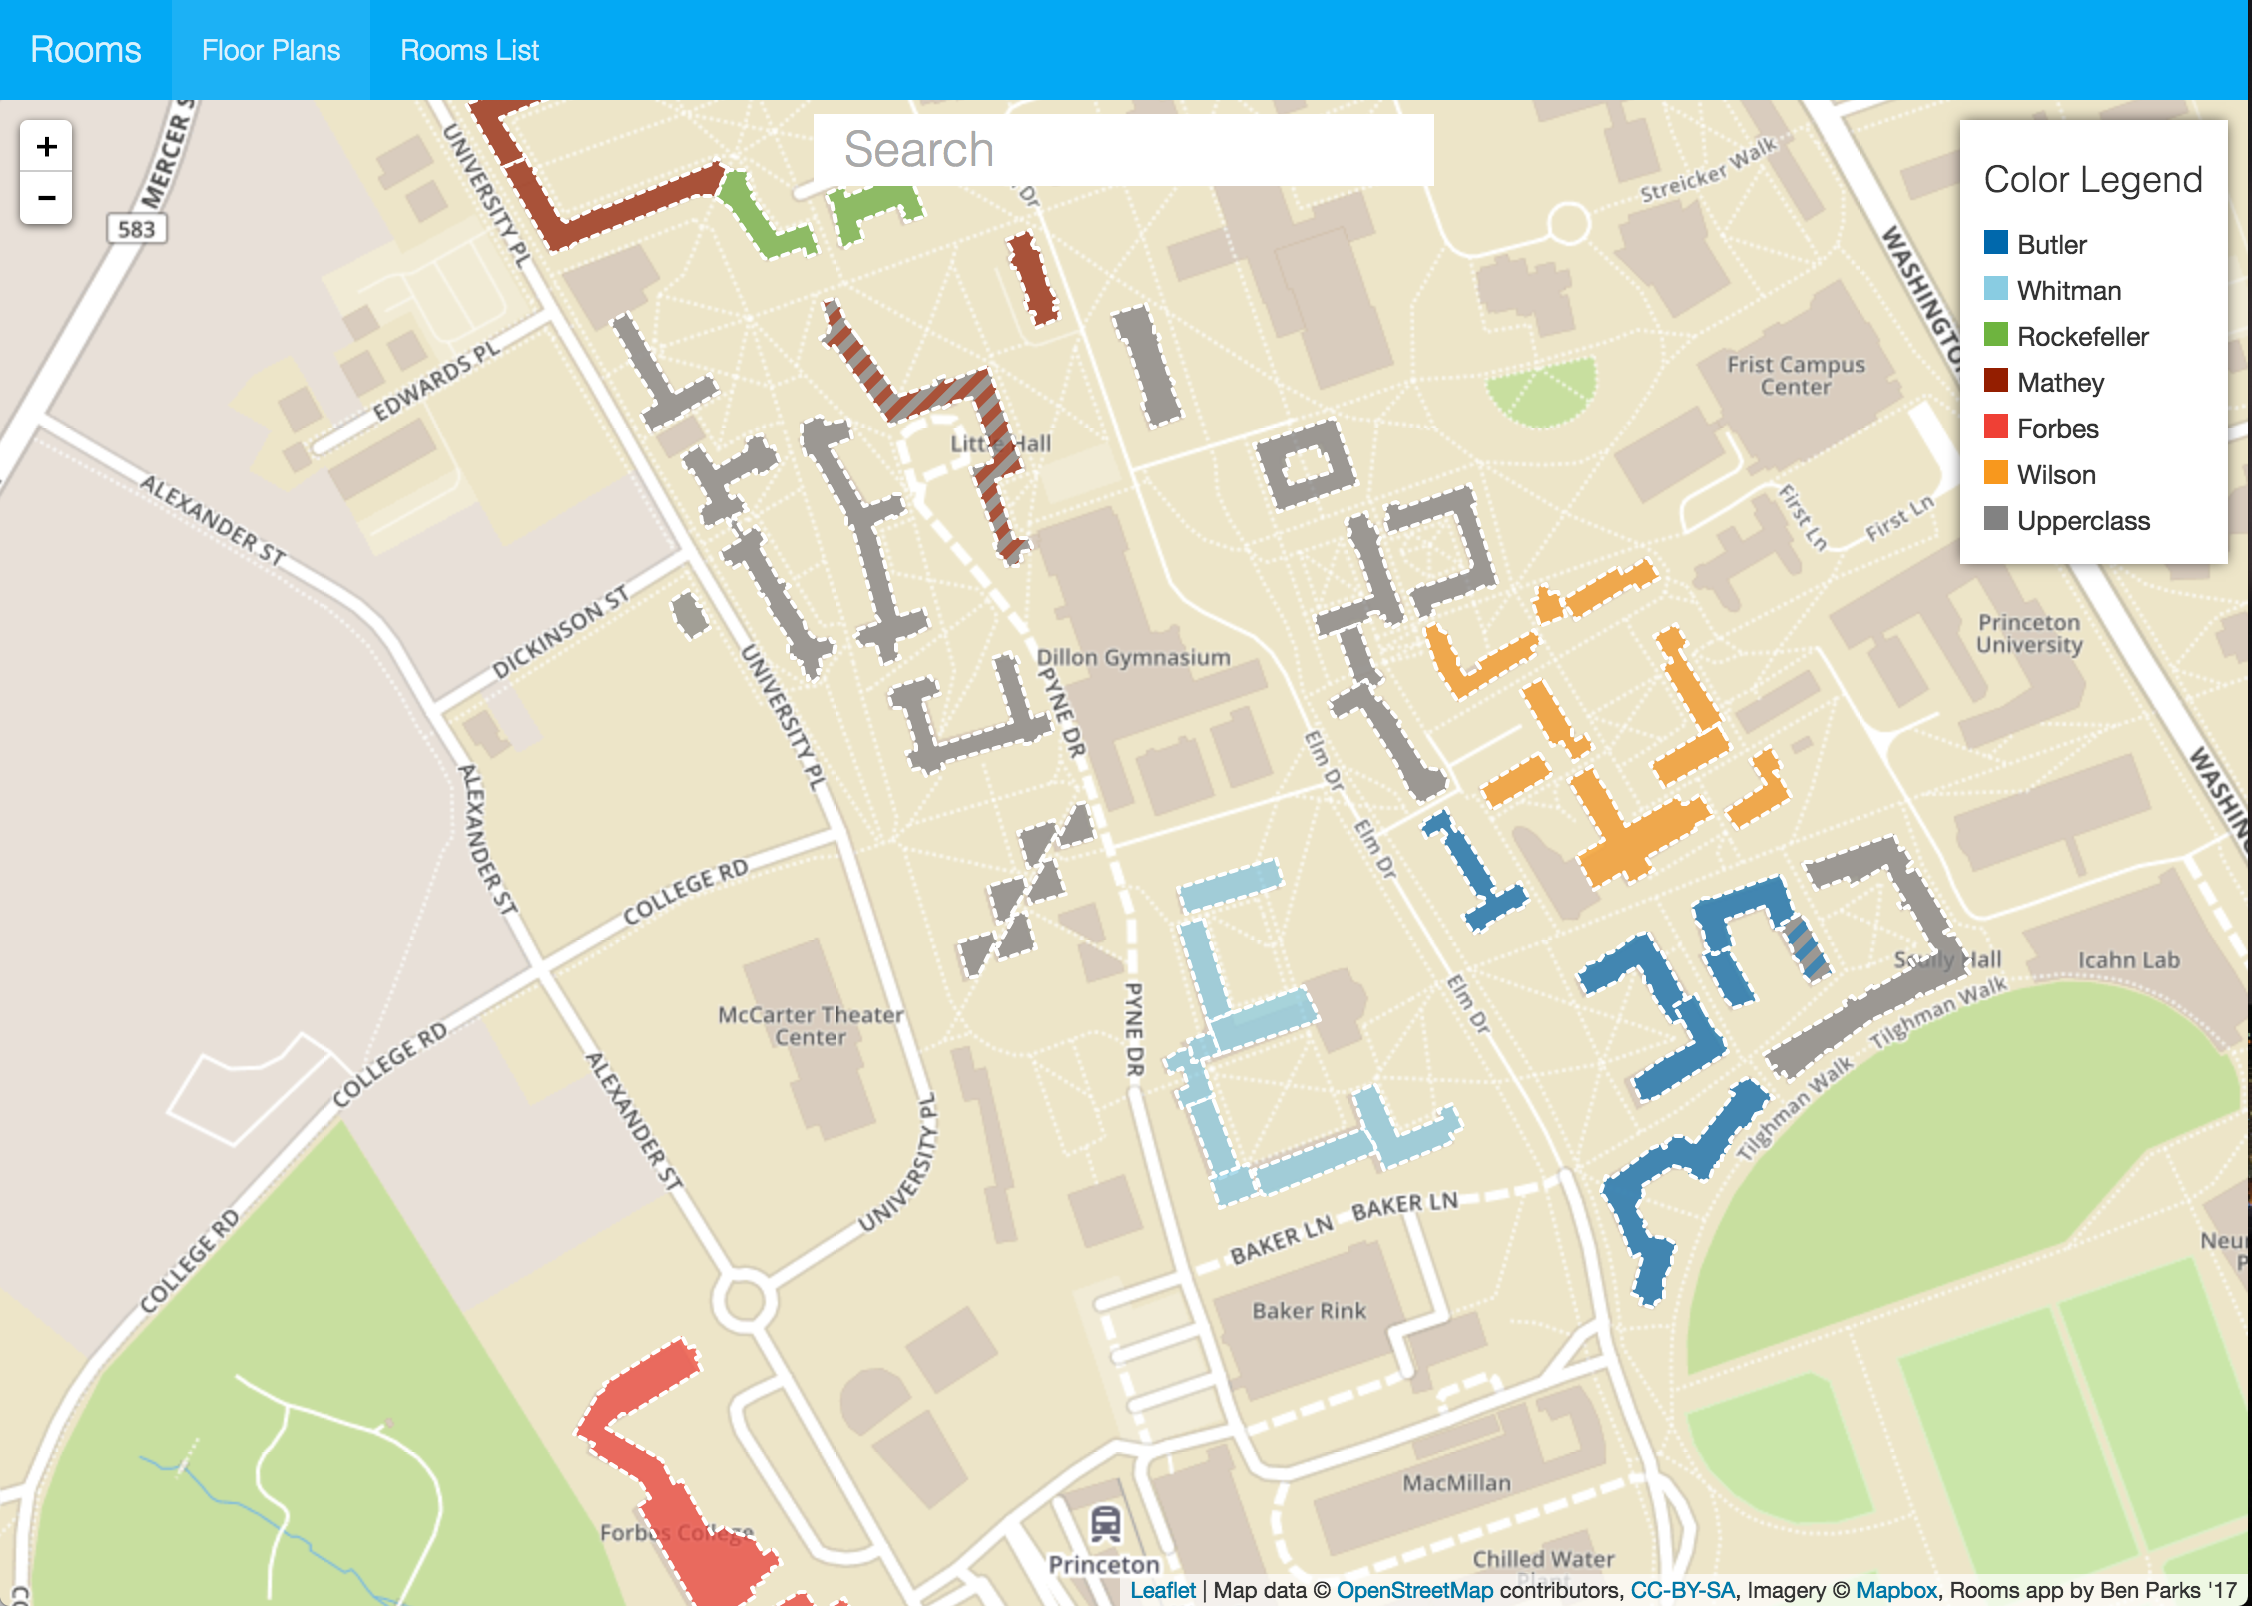 Rooms
Floor Plans
Rooms List
+
−
Search
Color Legend
Butler
Whitman
Rockefeller
Mathey
Forbes
Wilson
Upperclass
MERCER S
583
UNIVERSITY PL
Dr
Streicker Walk
WASHINGTO
EDWARDS PL
Frist Campus
Center
Hall
ALEXANDER ST
First Ln
First Ln
DICKINSON ST
Princeton
University
Dillon Gymnasium
UNIVERSITY PL
PYNE DR
Elm Dr
WASHIN
ALEXANDER ST
Elm Dr
COLLEGE RD
Scully Hall
Icahn Lab
Elm Dr
Tilghman Walk
McCarter Theater
Center
PYNE DR
COLLEGE RD
ALEXANDER ST
Tilghman Walk
UNIVERSITY PL
BAKER LN
BAKER LN
COLLEGE RD
Baker Rink
MacMillan
Forbes College
Princeton
Chilled Water
Leaflet | Map data © OpenStreetMap contributors, CC-BY-SA, Imagery © Mapbox, Rooms app by Ben Parks '17